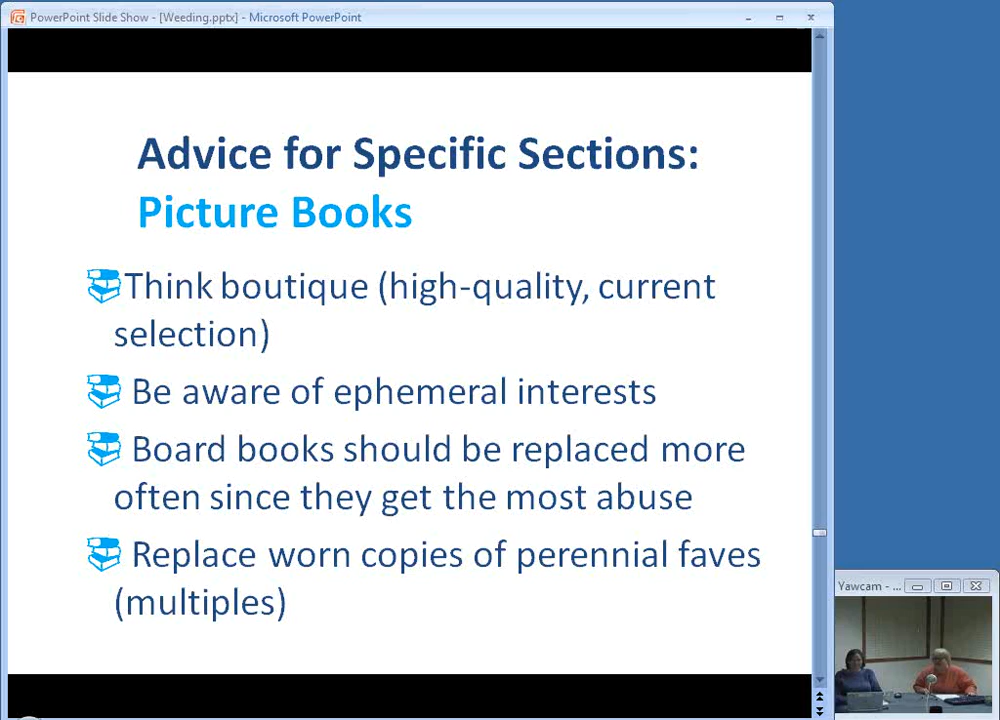 PowerPoint Slide Show - [Weeding.pptx] - Microsoft PowerPoint
Advice for Specific Sections:
Picture Books
Think boutique (high-quality, current
selection)
Be aware of ephemeral interests
Board books should be replaced more
often since they get the most abuse
Replace worn copies of perennial faves
(multiples)
Yawcam - ...